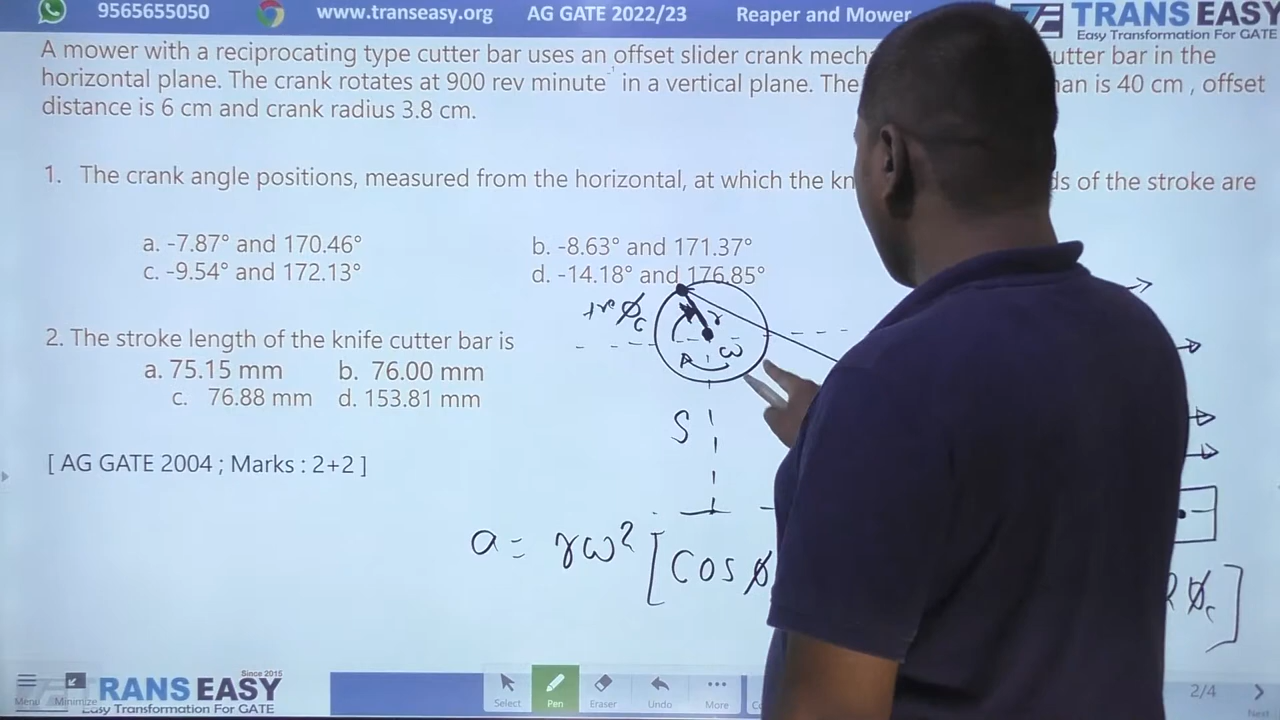 9565655050 www.transeasy.org AG GATE 2022/23 Reaper and Mower TRANS EASY
Easy Transformation For GATE
A mower with a reciprocating type cutter bar uses an offset slider crank mech utter bar in the
horizontal plane. The crank rotates at 900 rev minute⁻¹ in a vertical plane. The man is 40 cm , offset
distance is 6 cm and crank radius 3.8 cm.
1. The crank angle positions, measured from the horizontal, at which the kn ds of the stroke are
a. -7.87° and 170.46° b. -8.63° and 171.37°
c. -9.54° and 172.13° d. -14.18° and 176.85°
+ve ϕc r
A ω
2. The stroke length of the knife cutter bar is
a. 75.15 mm b. 76.00 mm
c. 76.88 mm d. 153.81 mm
S
[ AG GATE 2004 ; Marks : 2+2 ]
a = rω² [ Cos ϕ 2ϕc ]
Since 2015
RANS EASY
Easy Transformation For GATE
Menu Minimize Select Pen Eraser Undo More 2/4 Next